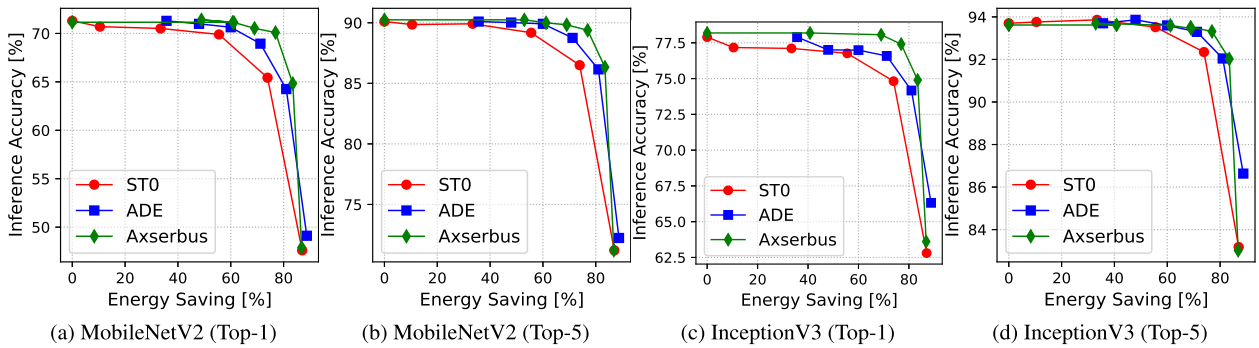 Inference Accuracy [%]
70
65
60
55
50
ST0
ADE
Axserbus
0 20 40 60 80
Energy Saving [%]
(a) MobileNetV2 (Top-1)
Inference Accuracy [%]
90
85
80
75
ST0
ADE
Axserbus
0 20 40 60 80
Energy Saving [%]
(b) MobileNetV2 (Top-5)
Inference Accuracy [%]
77.5
75.0
72.5
70.0
67.5
65.0
62.5
ST0
ADE
Axserbus
0 20 40 60 80
Energy Saving [%]
(c) InceptionV3 (Top-1)
Inference Accuracy [%]
94
92
90
88
86
84
ST0
ADE
Axserbus
0 20 40 60 80
Energy Saving [%]
(d) InceptionV3 (Top-5)